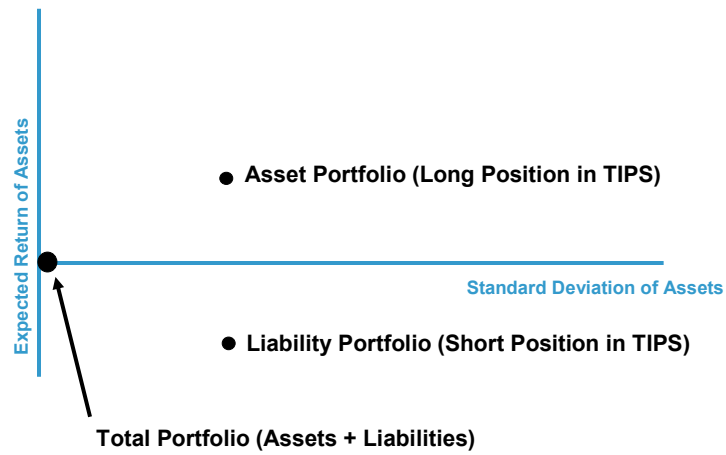 Expected Return of Assets
Asset Portfolio (Long Position in TIPS)
Standard Deviation of Assets
Liability Portfolio (Short Position in TIPS)
Total Portfolio (Assets + Liabilities)